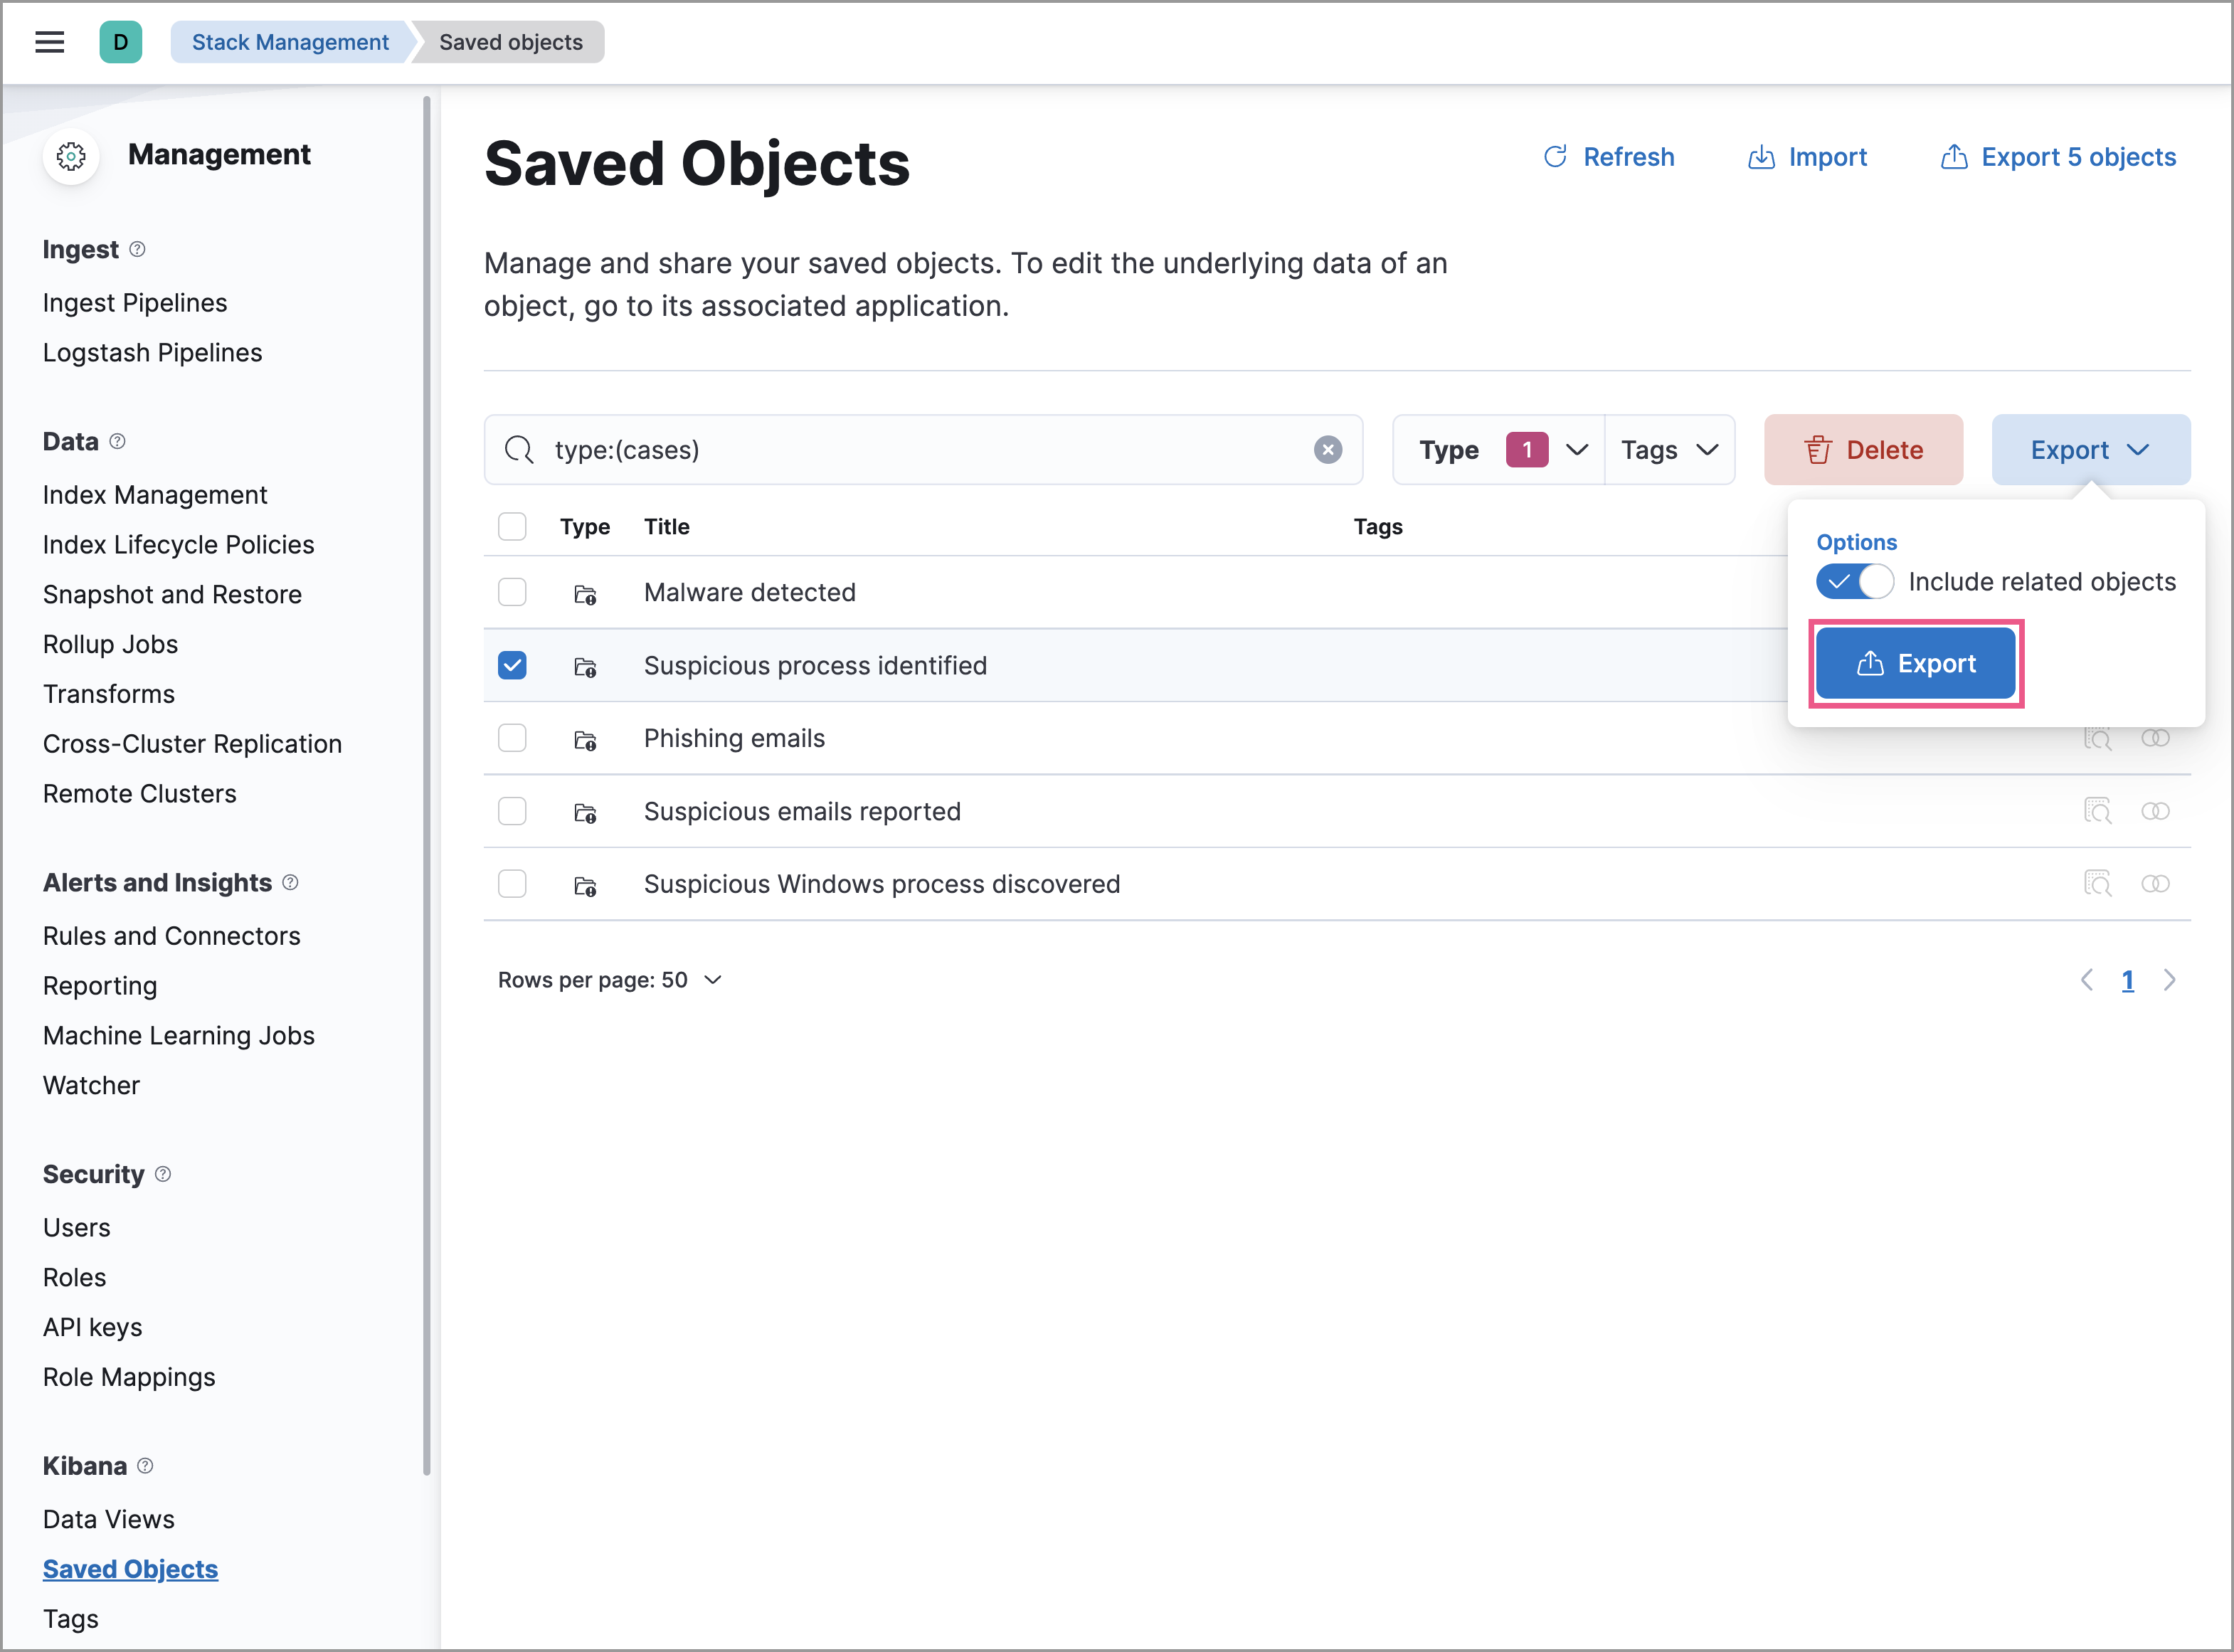 D
Stack Management
Saved objects
Management
Ingest
Ingest Pipelines
Logstash Pipelines
Data
Index Management
Index Lifecycle Policies
Snapshot and Restore
Rollup Jobs
Transforms
Cross-Cluster Replication
Remote Clusters
Alerts and Insights
Rules and Connectors
Reporting
Machine Learning Jobs
Watcher
Security
Users
Roles
API keys
Role Mappings
Kibana
Data Views
Saved Objects
Tags
Saved Objects
Refresh
Import
Export 5 objects
Manage and share your saved objects. To edit the underlying data of an
object, go to its associated application.
type:(cases)
Type 1
Tags
Delete
Export
Type Title Tags
Malware detected
Suspicious process identified
Phishing emails
Suspicious emails reported
Suspicious Windows process discovered
Options
Include related objects
Export
Rows per page: 50
1